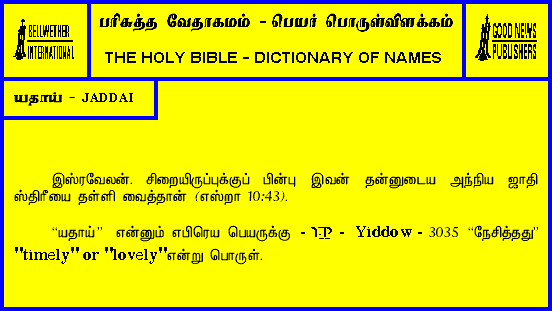 BELLWETHER
INTERNATIONAL
பரிசுத்த வேதாகமம் - பெயர் பொருள்விளக்கம்
THE HOLY BIBLE - DICTIONARY OF NAMES
GOOD NEWS
PUBLISHERS
யதாய் - JADDAI
இஸ்ரவேலன். சிறையிருப்புக்குப் பின்பு இவன் தன்னுடைய அந்நிய ஜாதி
ஸ்திரீயை தள்ளி வைத்தான் (எஸ்றா 10:43).
"யதாய்" என்னும் எபிரெய பெயருக்கு - - Yiddow - 3035 "நேசித்தது"
"timely" or "lovely" என்று பொருள்.